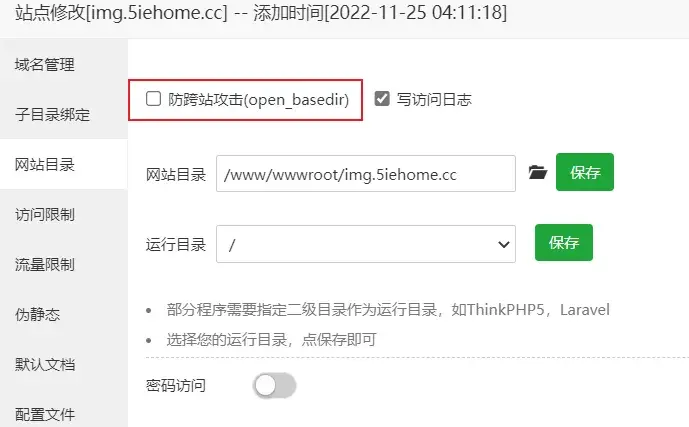 站点修改[img.5iehome.cc] -- 添加时间[2022-11-25 04:11:18]
域名管理
子目录绑定
网站目录
访问限制
流量限制
伪静态
默认文档
配置文件
防跨站攻击(open_basedir) 写访问日志
网站目录 /www/wwwroot/img.5iehome.cc 保存
运行目录 / 保存
部分程序需要指定二级目录作为运行目录，如ThinkPHP5，Laravel
选择您的运行目录，点保存即可
密码访问